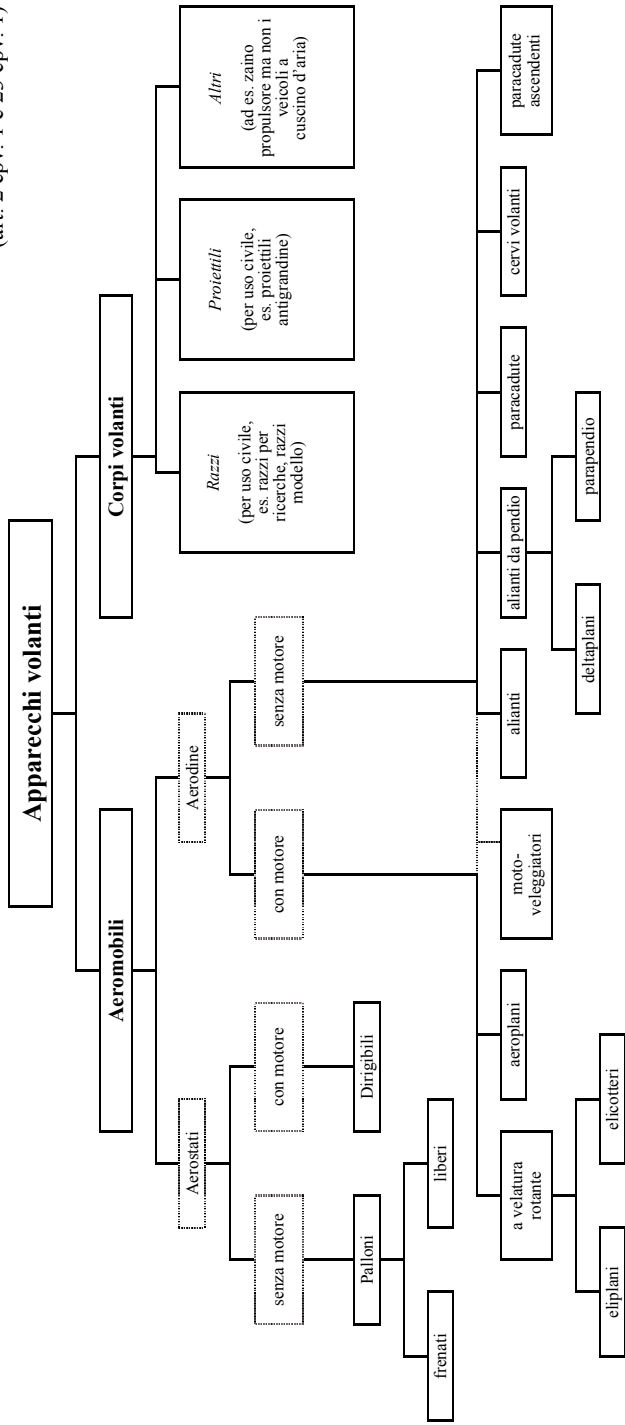 (art. 2 cpv. 1 e 23 cpv. 1)
Apparecchi volanti
Aeromobili
Corpi volanti
Aerostati
Aerodine
Razzi
(per uso civile,
es. razzi per
ricerche, razzi
modello)
Proiettili
(per uso civile,
es. proiettili
antigrandine)
Altri
(ad es. zaino
propulsore ma non i
veicoli a
cuscino d’aria)
senza motore
con motore
con motore
senza motore
Palloni
Dirigibili
frenati
liberi
a velatura
rotante
aeroplani
moto-
veleggiatori
alianti
alianti da pendio
paracadute
cervi volanti
paracadute
ascendenti
eliplani
elicotteri
deltaplani
parapendio